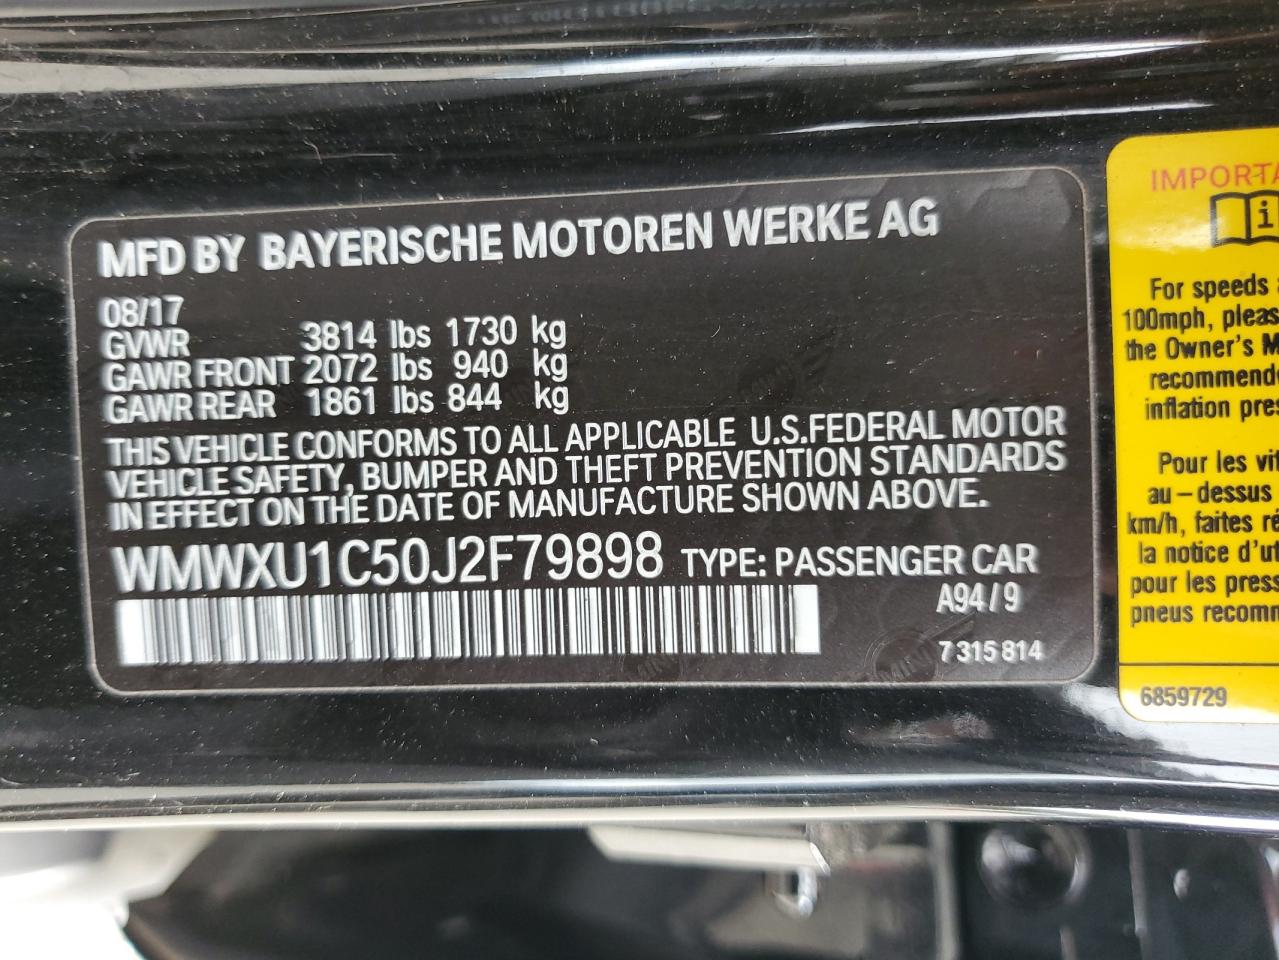 MFD BY BAYERISCHE MOTOREN WERKE AG
08/17
GVWR 3814 lbs 1730 kg
GAWR FRONT 2072 lbs 940 kg
GAWR REAR 1861 lbs 844 kg
THIS VEHICLE CONFORMS TO ALL APPLICABLE U.S.FEDERAL MOTOR
VEHICLE SAFETY, BUMPER AND THEFT PREVENTION STANDARDS
IN EFFECT ON THE DATE OF MANUFACTURE SHOWN ABOVE.
WMWXU1C50J2F79898 TYPE: PASSENGER CAR
A94/9
7315814
IMPORTA
i
For speeds
100mph, pleas
the Owner's M
recommend
inflation pres
Pour les vit
au-dessus
km/h, faites ré
la notice d'ut
pour les press
pneus recomm
6859729